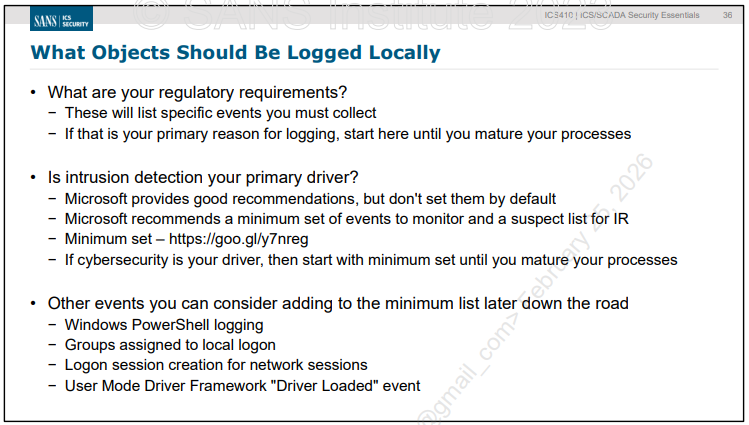 © SANS Institute 2026
SANS | ICS SECURITY
ICS410 | ICS/SCADA Security Essentials 36
What Objects Should Be Logged Locally
• What are your regulatory requirements?
− These will list specific events you must collect
− If that is your primary reason for logging, start here until you mature your processes
• Is intrusion detection your primary driver?
− Microsoft provides good recommendations, but don't set them by default
− Microsoft recommends a minimum set of events to monitor and a suspect list for IR
− Minimum set – https://goo.gl/y7nreg
− If cybersecurity is your driver, then start with minimum set until you mature your processes
• Other events you can consider adding to the minimum list later down the road
− Windows PowerShell logging
− Groups assigned to local logon
− Logon session creation for network sessions
− User Mode Driver Framework "Driver Loaded" event
@gmail_com> February 25, 2026